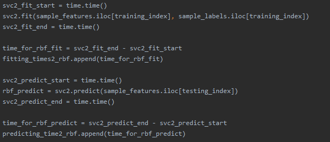 svc2_fit_start = time.time()
svc2.fit(sample_features.iloc[training_index], sample_labels.iloc[training_index])
svc2_fit_end = time.time()
time_for_rbf_fit = svc2_fit_end - svc2_fit_start
fitting_times2_rbf.append(time_for_rbf_fit)
svc2_predict_start = time.time()
rbf_predict = svc2.predict(sample_features.iloc[testing_index])
svc2_predict_end = time.time()
time_for_rbf_predict = svc2_predict_end - svc2_predict_start
predicting_time2_rbf.append(time_for_rbf_predict)